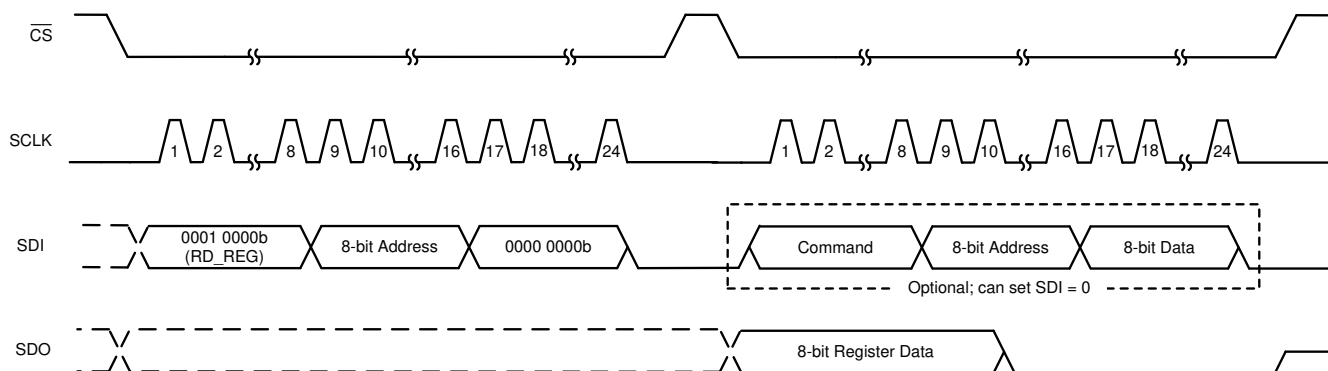 CS
SCLK
1 2 8 9 10 16 17 18 24 1 2 8 9 10 16 17 18 24
SDI
0001 0000b
(RD_REG)
8-bit Address
0000 0000b
Command
8-bit Address
8-bit Data
Optional; can set SDI = 0
SDO
8-bit Register Data